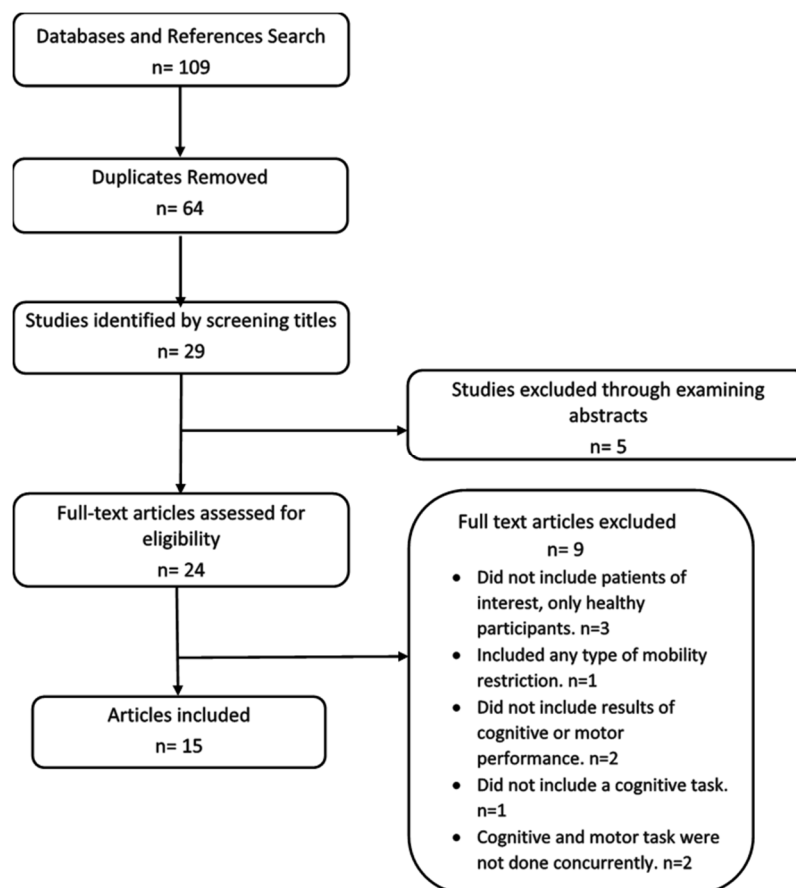 Databases and References Search
n= 109
Duplicates Removed
n= 64
Studies identified by screening titles
n= 29
Studies excluded through examining
abstracts
n= 5
Full-text articles assessed for
eligibility
n= 24
Full text articles excluded
n= 9
• Did not include patients of
interest, only healthy
participants. n=3
• Included any type of mobility
restriction. n=1
• Did not include results of
cognitive or motor
performance. n=2
• Did not include a cognitive task.
n=1
• Cognitive and motor task were
not done concurrently. n=2
Articles included
n= 15